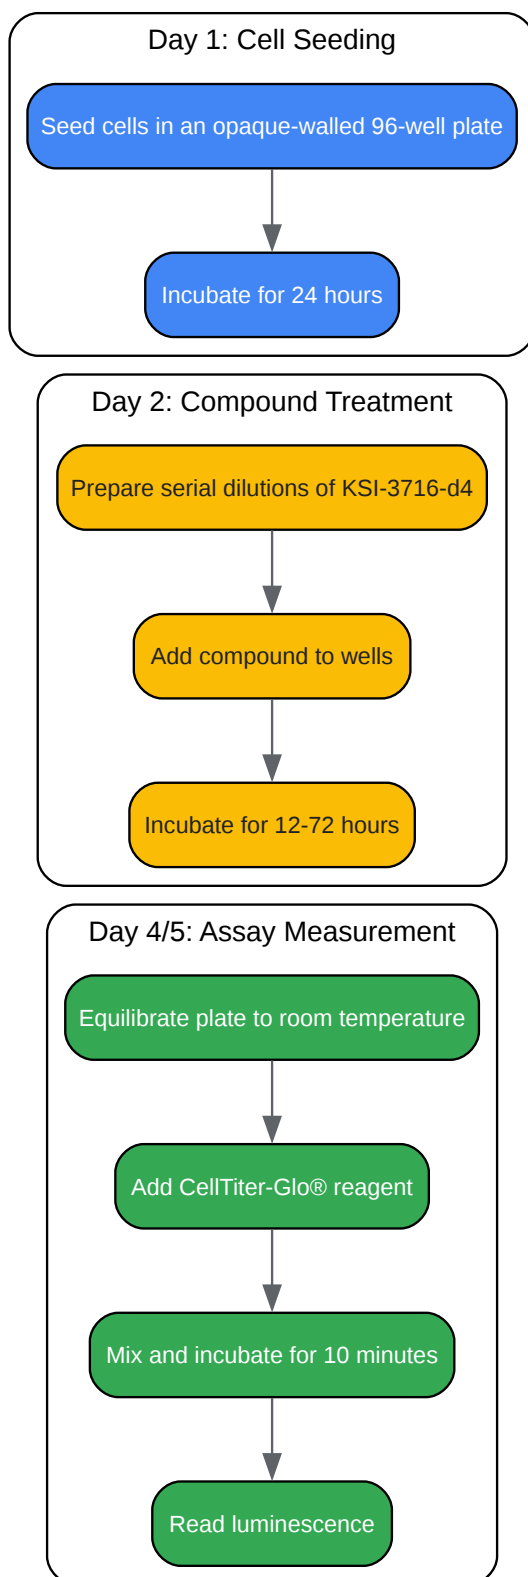 Day 1: Cell Seeding
Seed cells in an opaque-walled 96-well plate
Incubate for 24 hours
Day 2: Compound Treatment
Prepare serial dilutions of KSI-3716-d4
Add compound to wells
Incubate for 12-72 hours
Day 4/5: Assay Measurement
Equilibrate plate to room temperature
Add CellTiter-Glo® reagent
Mix and incubate for 10 minutes
Read luminescence